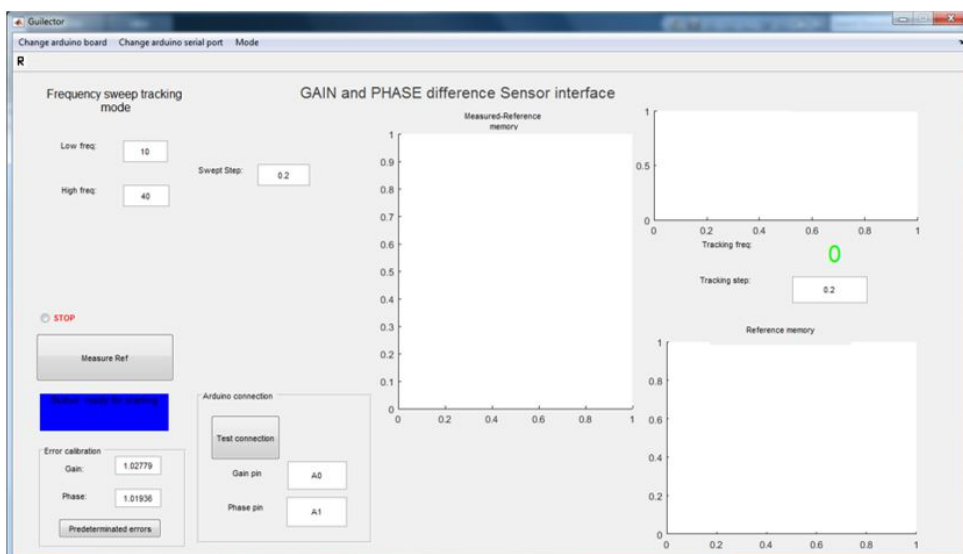 Guilector
Change arduino board Change arduino serial port Mode
R
Frequency sweep tracking
mode
GAIN and PHASE difference Sensor interface
Low freq:
10
High freq:
40
Swept Step:
0.2
STOP
Measure Ref
Error calibration
Gain:
1.02779
Phase:
1.01936
Predeterminated errors
Arduino connection
Test connection
Gain pin
A0
Phase pin
A1
Measured-Reference
memory
1
0.9
0.8
0.7
0.6
0.5
0.4
0.3
0.2
0.1
0
0 0.2 0.4 0.6 0.8 1
1
0.5
0
0 0.2 0.4 0.6 0.8 1
Tracking freq:
0
Tracking step:
0.2
Reference memory
1
0.8
0.6
0.4
0.2
0
0 0.2 0.4 0.6 0.8 1